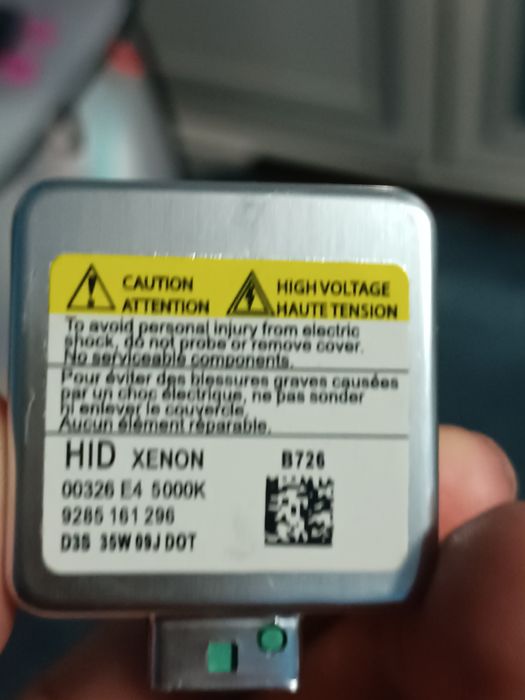 CAUTION
ATTENTION
HIGH VOLTAGE
HAUTE TENSION
To avoid personal injury from electric
shock, do not probe or remove cover.
No serviceable components.
Pour éviter des blessures graves causées
par un choc électrique, ne pas sonder
ni enlever le couvercle.
Aucun élément réparable.
HID XENON
B726
00326 E4 5000K
9285 161 296
D3S 35W 09J DOT